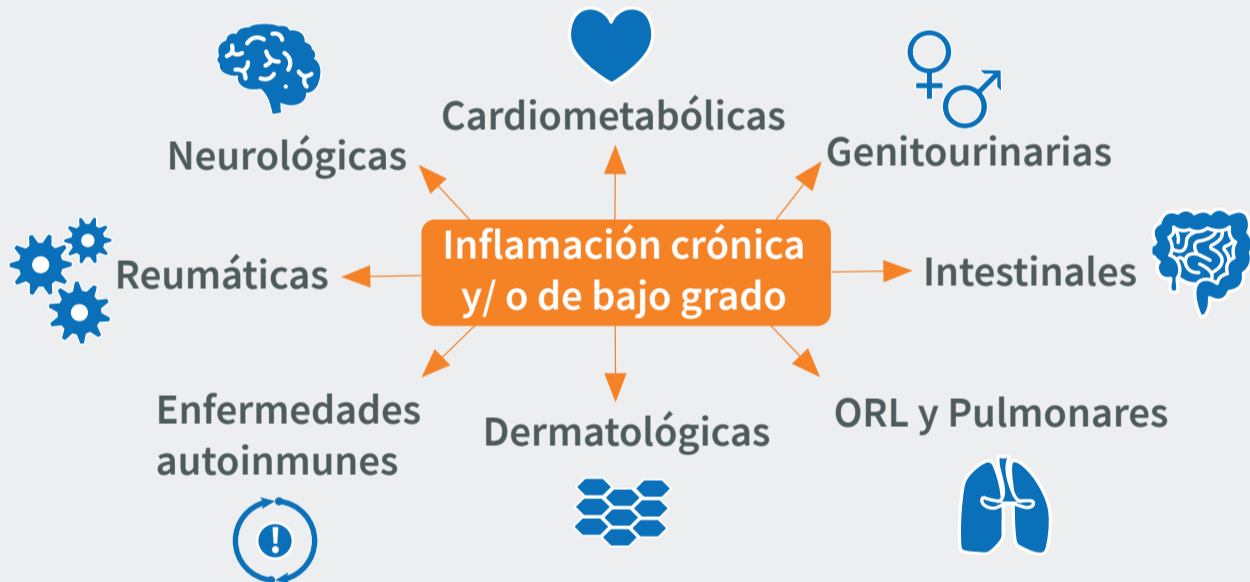 Cardiometabólicas
Neurológicas
Genitourinarias
Inflamación crónica
y/ o de bajo grado
Reumáticas
Intestinales
Enfermedades
autoinmunes
Dermatológicas
ORL y Pulmonares
!